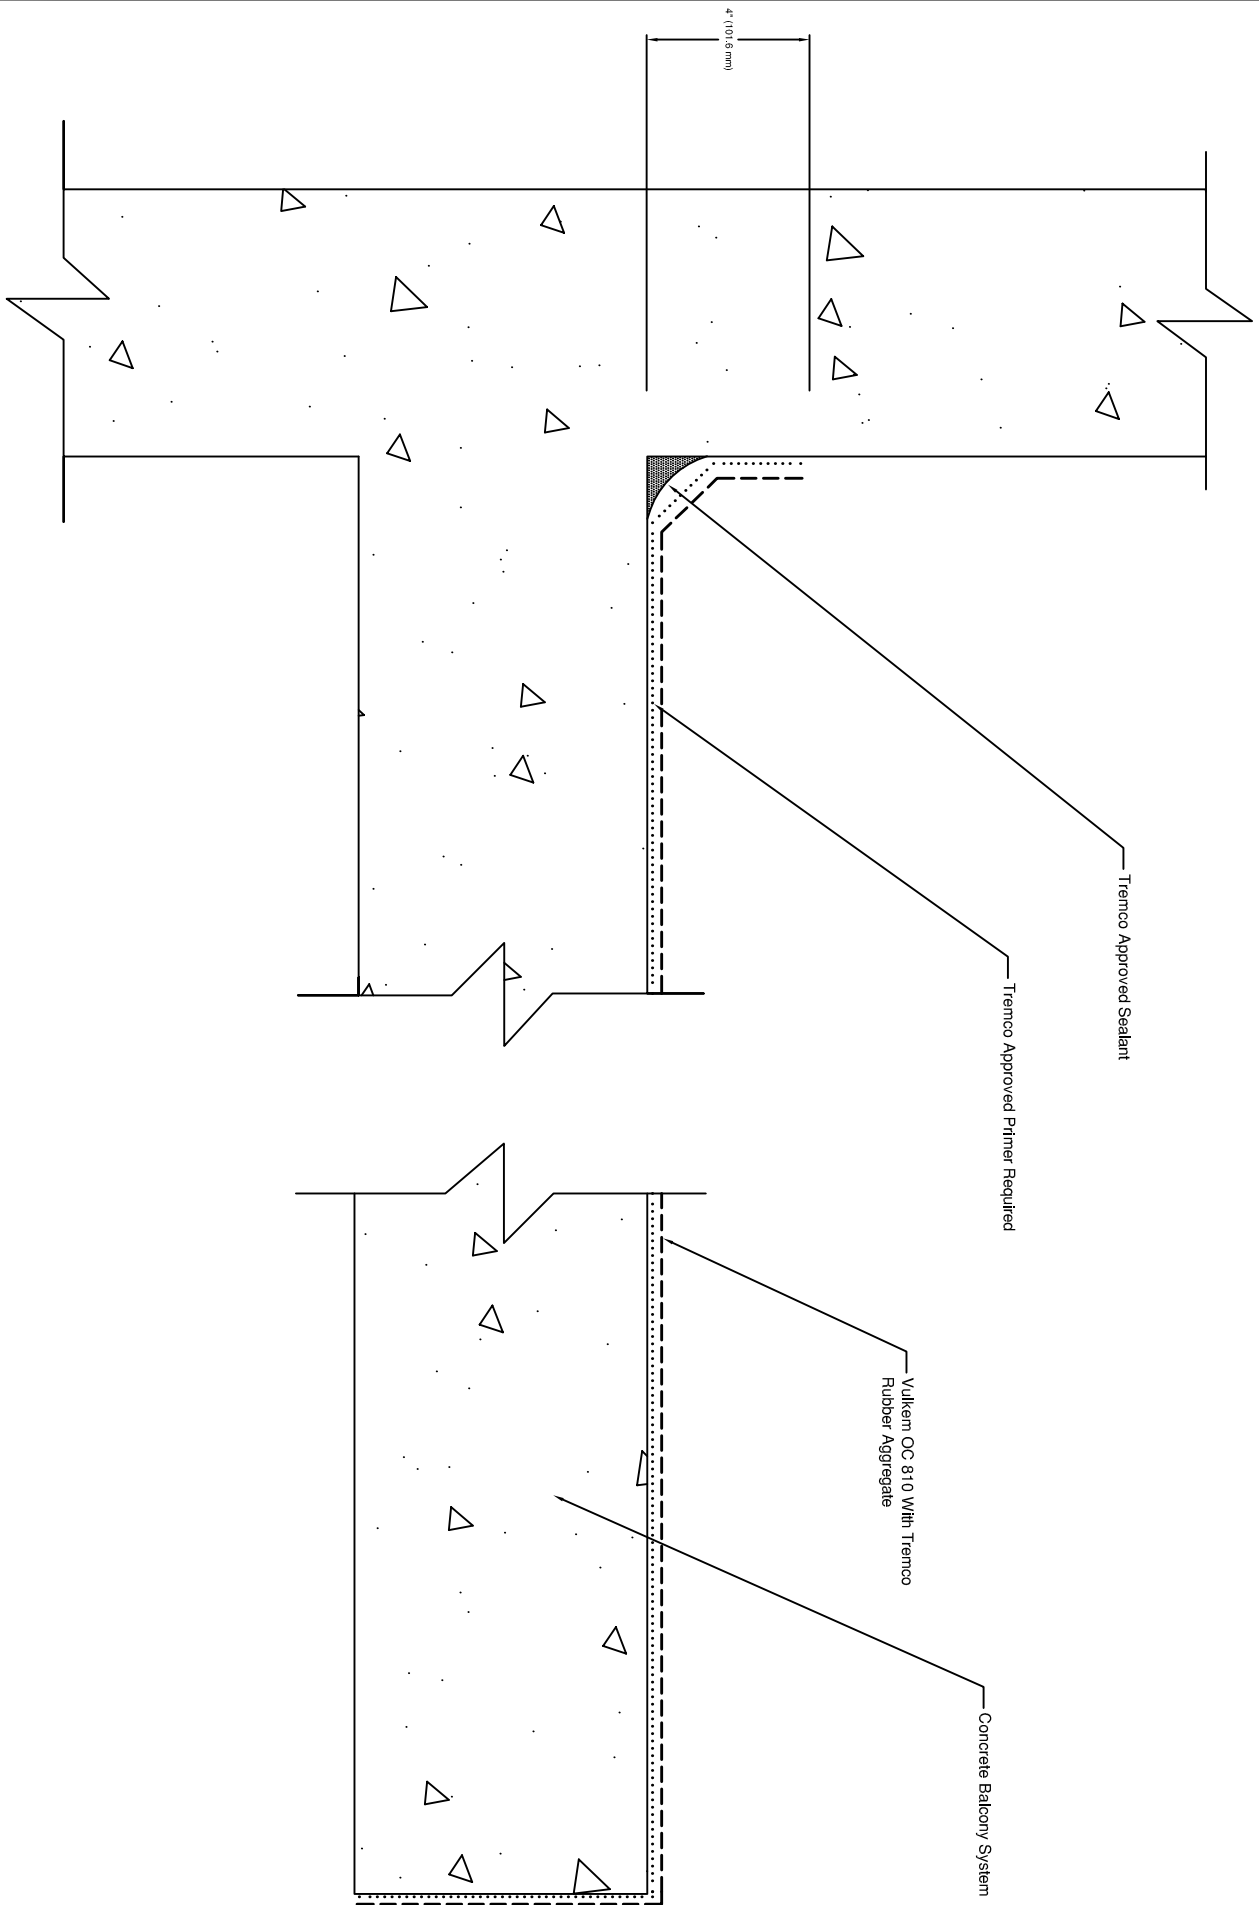 4" (101.6 mm)
Tremco Approved Sealant
Tremco Approved Primer Required
Vulkem OC 810 With Tremco
Rubber Aggregate
Concrete Balcony System